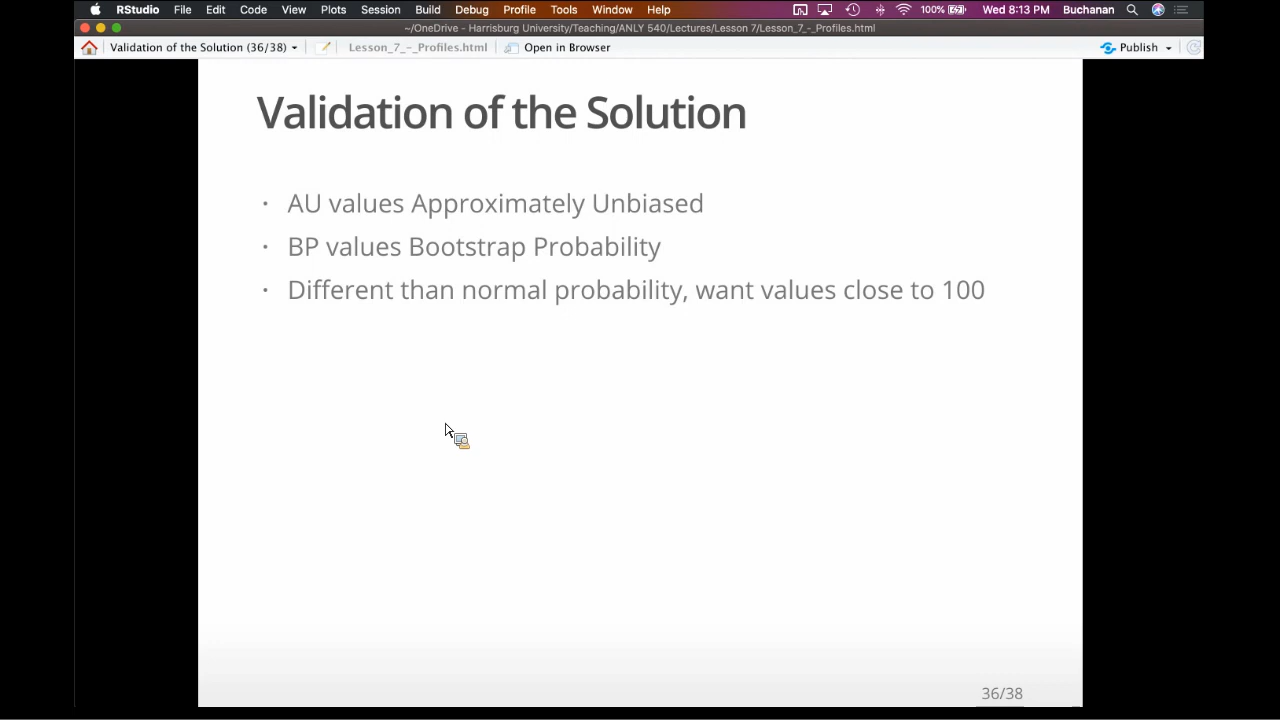 RStudio File Edit Code View Plots Session Build Debug Profile Tools Window Help 100% Wed 8:13 PM Buchanan
~/OneDrive - Harrisburg University/Teaching/ANLY 540/Lectures/Lesson 7/Lesson_7_-_Profiles.html
Validation of the Solution (36/38) Lesson_7_-_Profiles.html Open in Browser Publish
Validation of the Solution
· AU values Approximately Unbiased
· BP values Bootstrap Probability
· Different than normal probability, want values close to 100
36/38